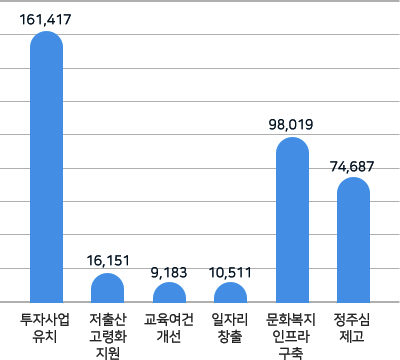 161,417
16,151
9,183
10,511
98,019
74,687
투자사업
유치
저출산
고령화
지원
교육여건
개선
일자리
창출
문화복지
인프라
구축
정주심
제고